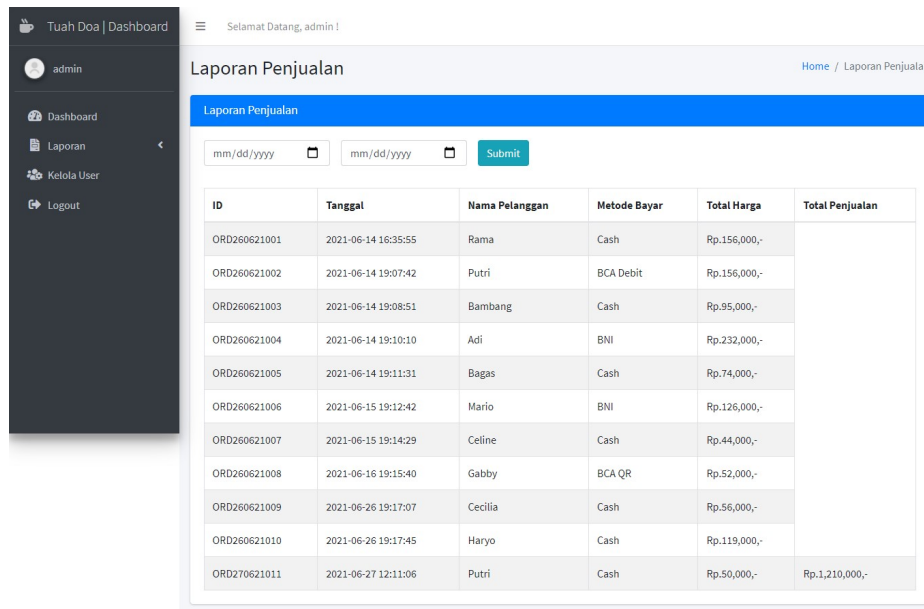 Tuah Doa | Dashboard
Selamat Datang, admin !
admin
Dashboard
Laporan
Kelola User
Logout
Laporan Penjualan
Home / Laporan Penjuala
Laporan Penjualan
mm/dd/yyyy mm/dd/yyyy Submit
ID Tanggal Nama Pelanggan Metode Bayar Total Harga Total Penjualan
ORD260621001 2021-06-14 16:35:55 Rama Cash Rp.156,000,-
ORD260621002 2021-06-14 19:07:42 Putri BCA Debit Rp.156,000,-
ORD260621003 2021-06-14 19:08:51 Bambang Cash Rp.95,000,-
ORD260621004 2021-06-14 19:10:10 Adi BNI Rp.232,000,-
ORD260621005 2021-06-14 19:11:31 Bagas Cash Rp.74,000,-
ORD260621006 2021-06-15 19:12:42 Mario BNI Rp.126,000,-
ORD260621007 2021-06-15 19:14:29 Celine Cash Rp.44,000,-
ORD260621008 2021-06-16 19:15:40 Gabby BCA QR Rp.52,000,-
ORD260621009 2021-06-26 19:17:07 Cecilia Cash Rp.56,000,-
ORD260621010 2021-06-26 19:17:45 Haryo Cash Rp.119,000,-
ORD270621011 2021-06-27 12:11:06 Putri Cash Rp.50,000,- Rp.1,210,000,-